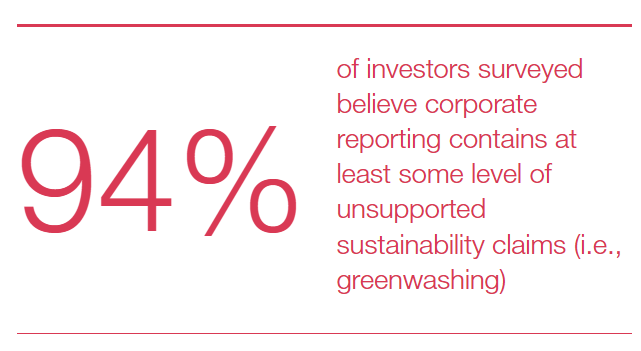 94%
of investors surveyed
believe corporate
reporting contains at
least some level of
unsupported
sustainability claims (i.e.,
greenwashing)